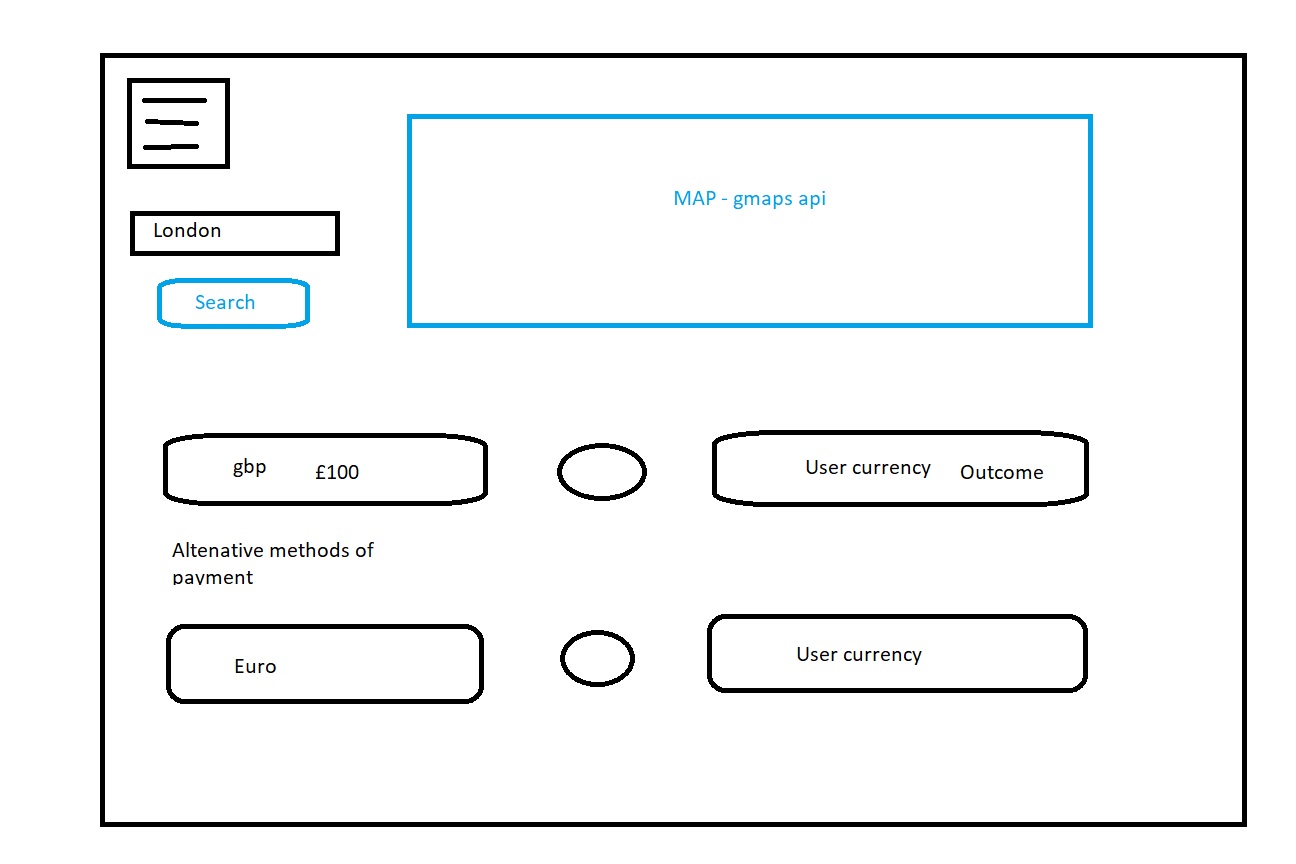 MAP - gmaps api
London
Search
gbp £100
User currency Outcome
Altenative methods of
payment
Euro
User currency